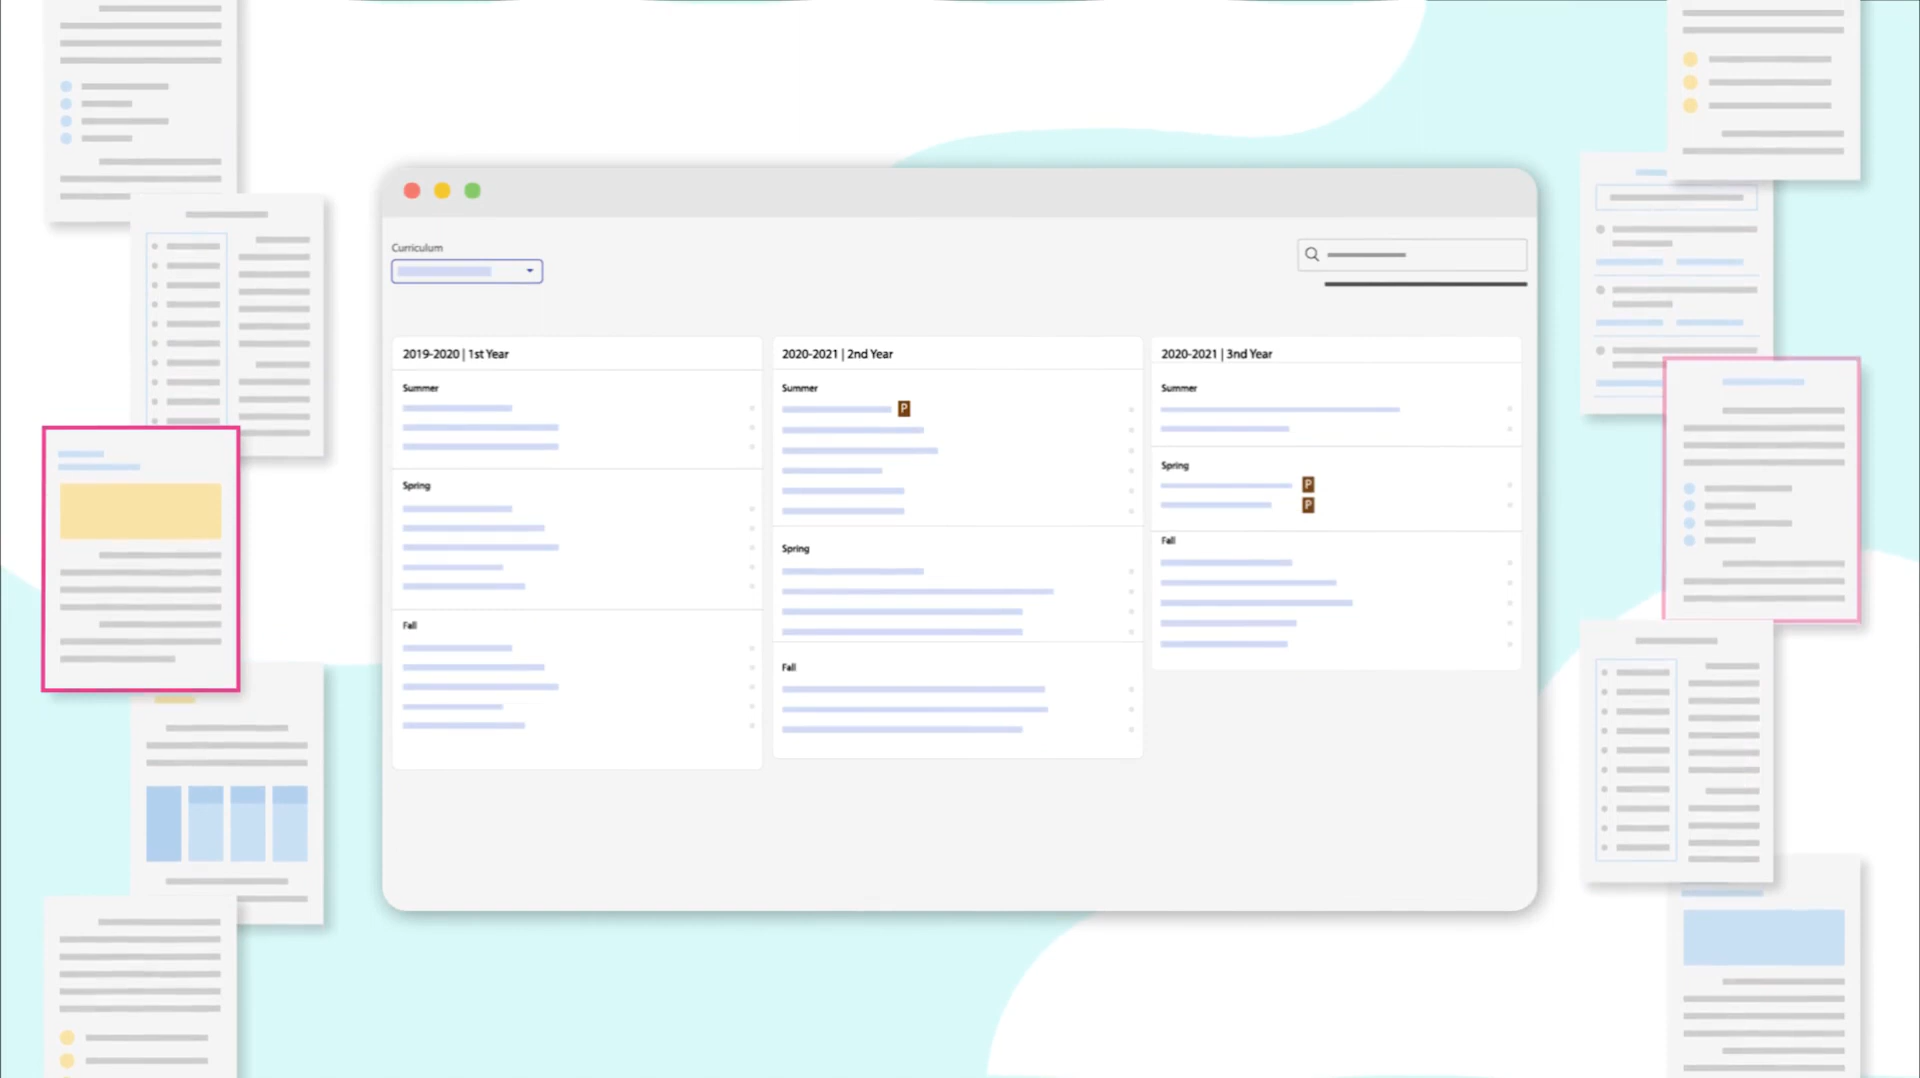 Curriculum
2019-2020 | 1st Year
Summer
Spring
Fall
2020-2021 | 2nd Year
Summer
P
Spring
Fall
2020-2021 | 3nd Year
Summer
Spring
P
P
Fall